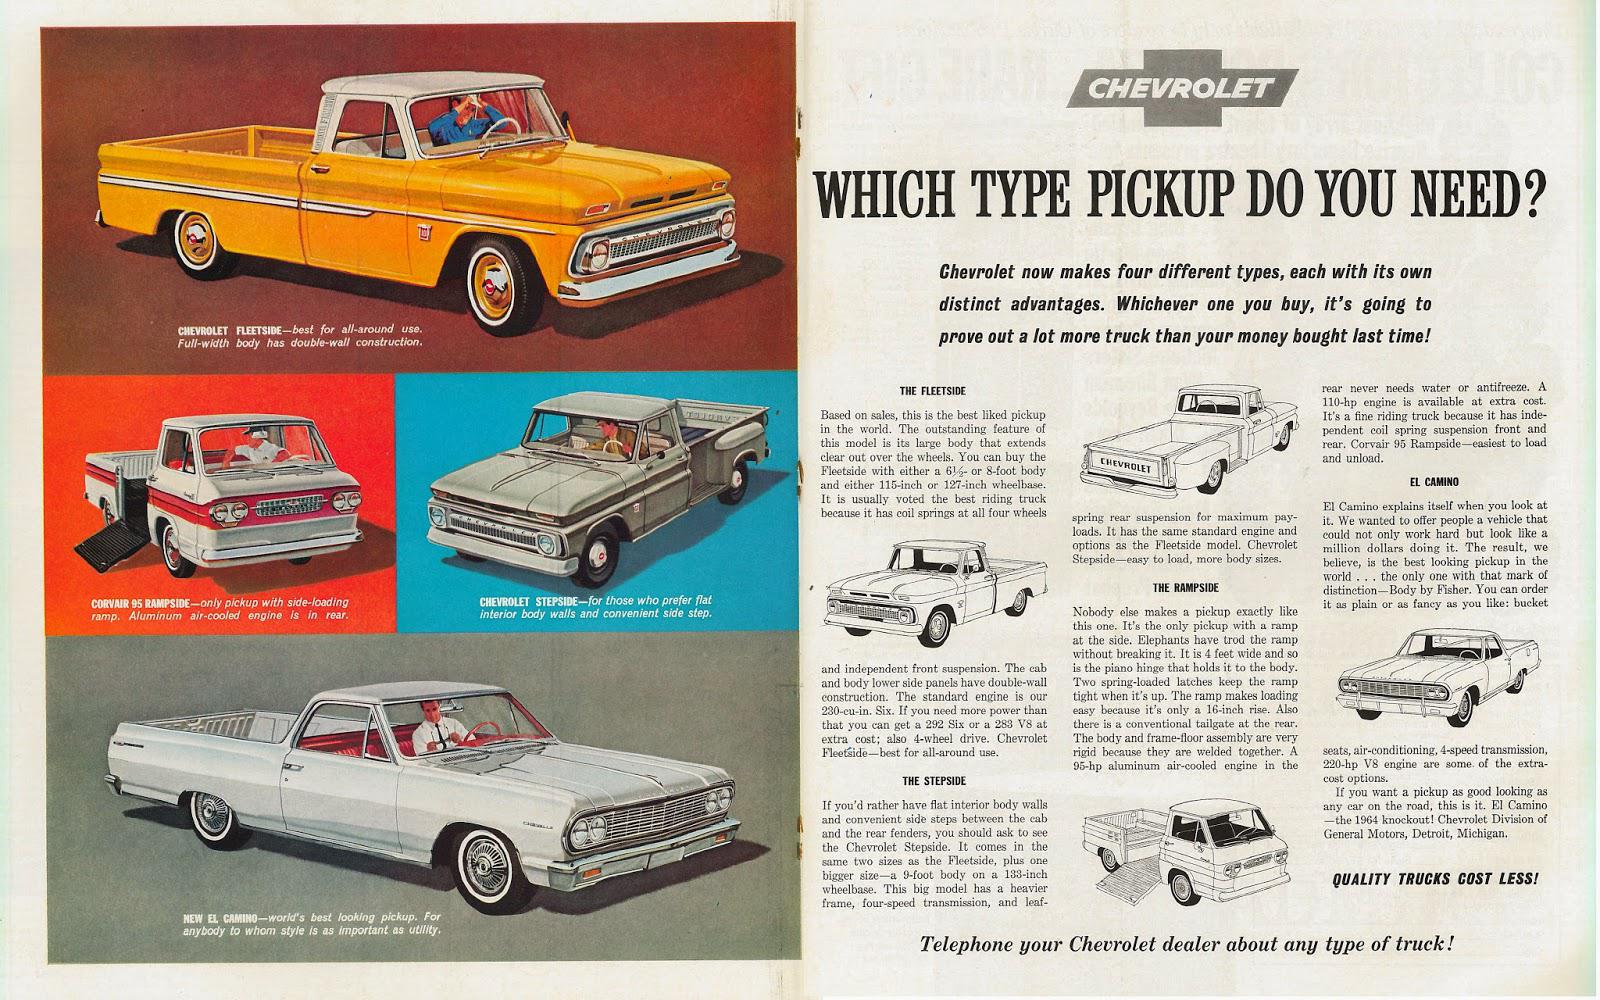 CHEVROLET FLEETSIDE—best for all-around use.
Full-width body has double-wall construction.
CORVAIR 95 RAMPSIDE—only pickup with side-loading
ramp. Aluminum air-cooled engine is in rear.
CHEVROLET STEPSIDE—for those who prefer flat
interior body walls and convenient side step.
NEW EL CAMINO—world's best looking pickup. For
anybody to whom style is as important as utility.
CHEVROLET
WHICH TYPE PICKUP DO YOU NEED?
Chevrolet now makes four different types, each with its own
distinct advantages. Whichever one you buy, it's going to
prove out a lot more truck than your money bought last time!
THE FLEETSIDE
Based on sales, this is the best liked pickup
in the world. The outstanding feature of
this model is its large body that extends
clear out over the wheels. You can buy the
Fleetside with either a 6½- or 8-foot body
and either 115-inch or 127-inch wheelbase.
It is usually voted the best riding truck
because it has coil springs at all four wheels
and independent front suspension. The cab
and body lower side panels have double-wall
construction. The standard engine is our
230-cu-in. Six. If you need more power than
that you can get a 292 Six or a 283 V8 at
extra cost; also 4-wheel drive. Chevrolet
Fleetside—best for all-around use.
THE STEPSIDE
If you'd rather have flat interior body walls
and convenient side steps between the cab
and the rear fenders, you should ask to see
the Chevrolet Stepside. It comes in the
same two sizes as the Fleetside, plus one
bigger size—a 9-foot body on a 133-inch
wheelbase. This big model has a heavier
frame, four-speed transmission, and leaf-
CHEVROLET
spring rear suspension for maximum pay-
loads. It has the same standard engine and
options as the Fleetside model. Chevrolet
Stepside—easy to load, more body sizes.
THE RAMPSIDE
Nobody else makes a pickup exactly like
this one. It's the only pickup with a ramp
at the side. Elephants have trod the ramp
without breaking it. It is 4 feet wide and so
is the piano hinge that holds it to the body.
Two spring-loaded latches keep the ramp
tight when it's up. The ramp makes loading
easy because it's only a 16-inch rise. Also
there is a conventional tailgate at the rear.
The body and frame-floor assembly are very
rigid because they are welded together. A
95-hp aluminum air-cooled engine in the
rear never needs water or antifreeze. A
110-hp engine is available at extra cost.
It's a fine riding truck because it has inde-
pendent coil spring suspension front and
rear. Corvair 95 Rampside—easiest to load
and unload.
EL CAMINO
El Camino explains itself when you look at
it. We wanted to offer people a vehicle that
could not only work hard but look like a
million dollars doing it. The result, we
believe, is the best looking pickup in the
world . . . the only one with that mark of
distinction—Body by Fisher. You can order
it as plain or as fancy as you like: bucket
seats, air-conditioning, 4-speed transmission,
220-hp V8 engine are some of the extra-
cost options.
If you want a pickup as good looking as
any car on the road, this is it. El Camino
—the 1964 knockout! Chevrolet Division of
General Motors, Detroit, Michigan.
QUALITY TRUCKS COST LESS!
Telephone your Chevrolet dealer about any type of truck!